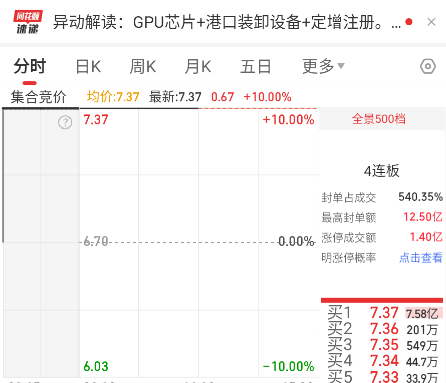 同花顺
速递
异动解读：GPU芯片+港口装卸设备+定增注册。...
分时 日K 周K 月K 五日 更多
集合竞价 均价:7.37 最新:7.37 0.67 +10.00%
7.37 +10.00% 全景500档
4连板
封单占成交 540.35%
最高封单额 12.50亿
涨停成交额 1.40亿
6.70 0.00%
明涨停概率 点击查看
买1 7.37 7.58亿
买2 7.36 201万
买3 7.35 549万
买4 7.34 44.7万
6.03 -10.00%
买5 7.33 33.9万